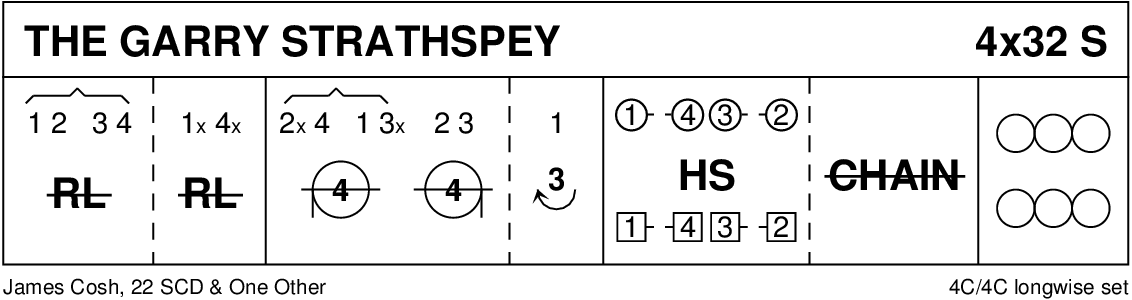 THE GARRY STRATHSPEY 4x32 S
1 2 3 4 1x 4x 2x 4 1 3x 2 3 1 1 4 3 2
RL RL 4 4 3 HS CHAIN
1 4 3 2
James Cosh, 22 SCD & One Other 4C/4C longwise set